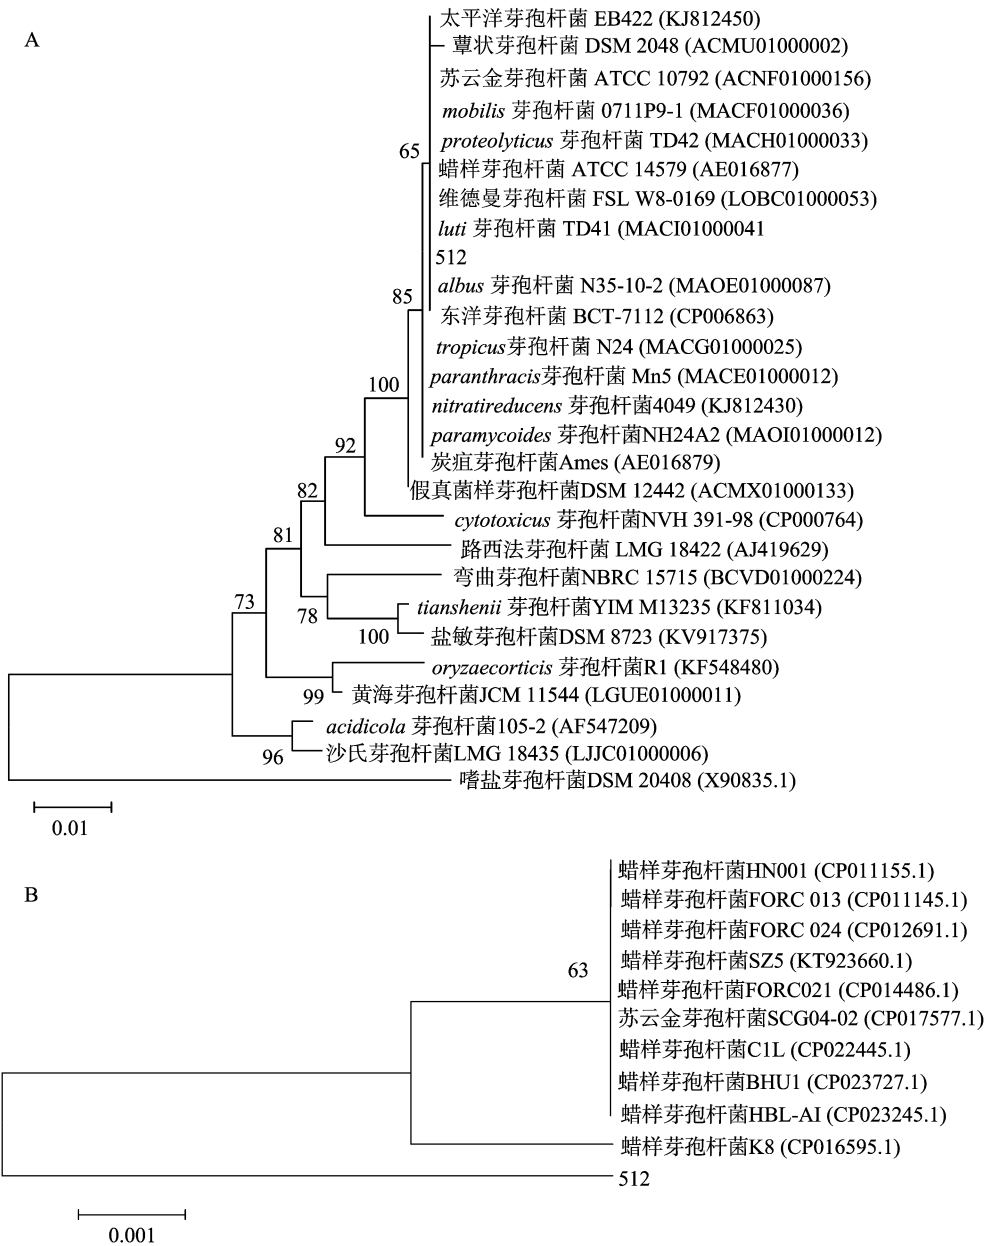 A
太平洋芽孢杆菌 EB422 (KJ812450)
蕈状芽孢杆菌 DSM 2048 (ACMU01000002)
苏云金芽孢杆菌 ATCC 10792 (ACNF01000156)
mobilis 芽孢杆菌 0711P9-1 (MACF01000036)
proteolyticus 芽孢杆菌 TD42 (MACH01000033)
65
蜡样芽孢杆菌 ATCC 14579 (AE016877)
维德曼芽孢杆菌 FSL W8-0169 (LOBC01000053)
luti 芽孢杆菌 TD41 (MACI01000041
512
albus 芽孢杆菌 N35-10-2 (MAOE01000087)
85
东洋芽孢杆菌 BCT-7112 (CP006863)
tropicus芽孢杆菌 N24 (MACG01000025)
paranthracis芽孢杆菌 Mn5 (MACE01000012)
100
nitratireducens 芽孢杆菌4049 (KJ812430)
paramycoides 芽孢杆菌NH24A2 (MAOI01000012)
92
炭疽芽孢杆菌Ames (AE016879)
假真菌样芽孢杆菌DSM 12442 (ACMX01000133)
82
cytotoxicus 芽孢杆菌NVH 391-98 (CP000764)
81
路西法芽孢杆菌 LMG 18422 (AJ419629)
弯曲芽孢杆菌NBRC 15715 (BCVD01000224)
73
tianshenii 芽孢杆菌YIM M13235 (KF811034)
78
100
盐敏芽孢杆菌DSM 8723 (KV917375)
oryzaecorticis 芽孢杆菌R1 (KF548480)
99
黄海芽孢杆菌JCM 11544 (LGUE01000011)
acidicola 芽孢杆菌105-2 (AF547209)
96
沙氏芽孢杆菌LMG 18435 (LJJC01000006)
嗜盐芽孢杆菌DSM 20408 (X90835.1)
0.01
B
蜡样芽孢杆菌HN001 (CP011155.1)
蜡样芽孢杆菌FORC 013 (CP011145.1)
蜡样芽孢杆菌FORC 024 (CP012691.1)
63
蜡样芽孢杆菌SZ5 (KT923660.1)
蜡样芽孢杆菌FORC021 (CP014486.1)
苏云金芽孢杆菌SCG04-02 (CP017577.1)
蜡样芽孢杆菌C1L (CP022445.1)
蜡样芽孢杆菌BHU1 (CP023727.1)
蜡样芽孢杆菌HBL-AI (CP023245.1)
蜡样芽孢杆菌K8 (CP016595.1)
512
0.001